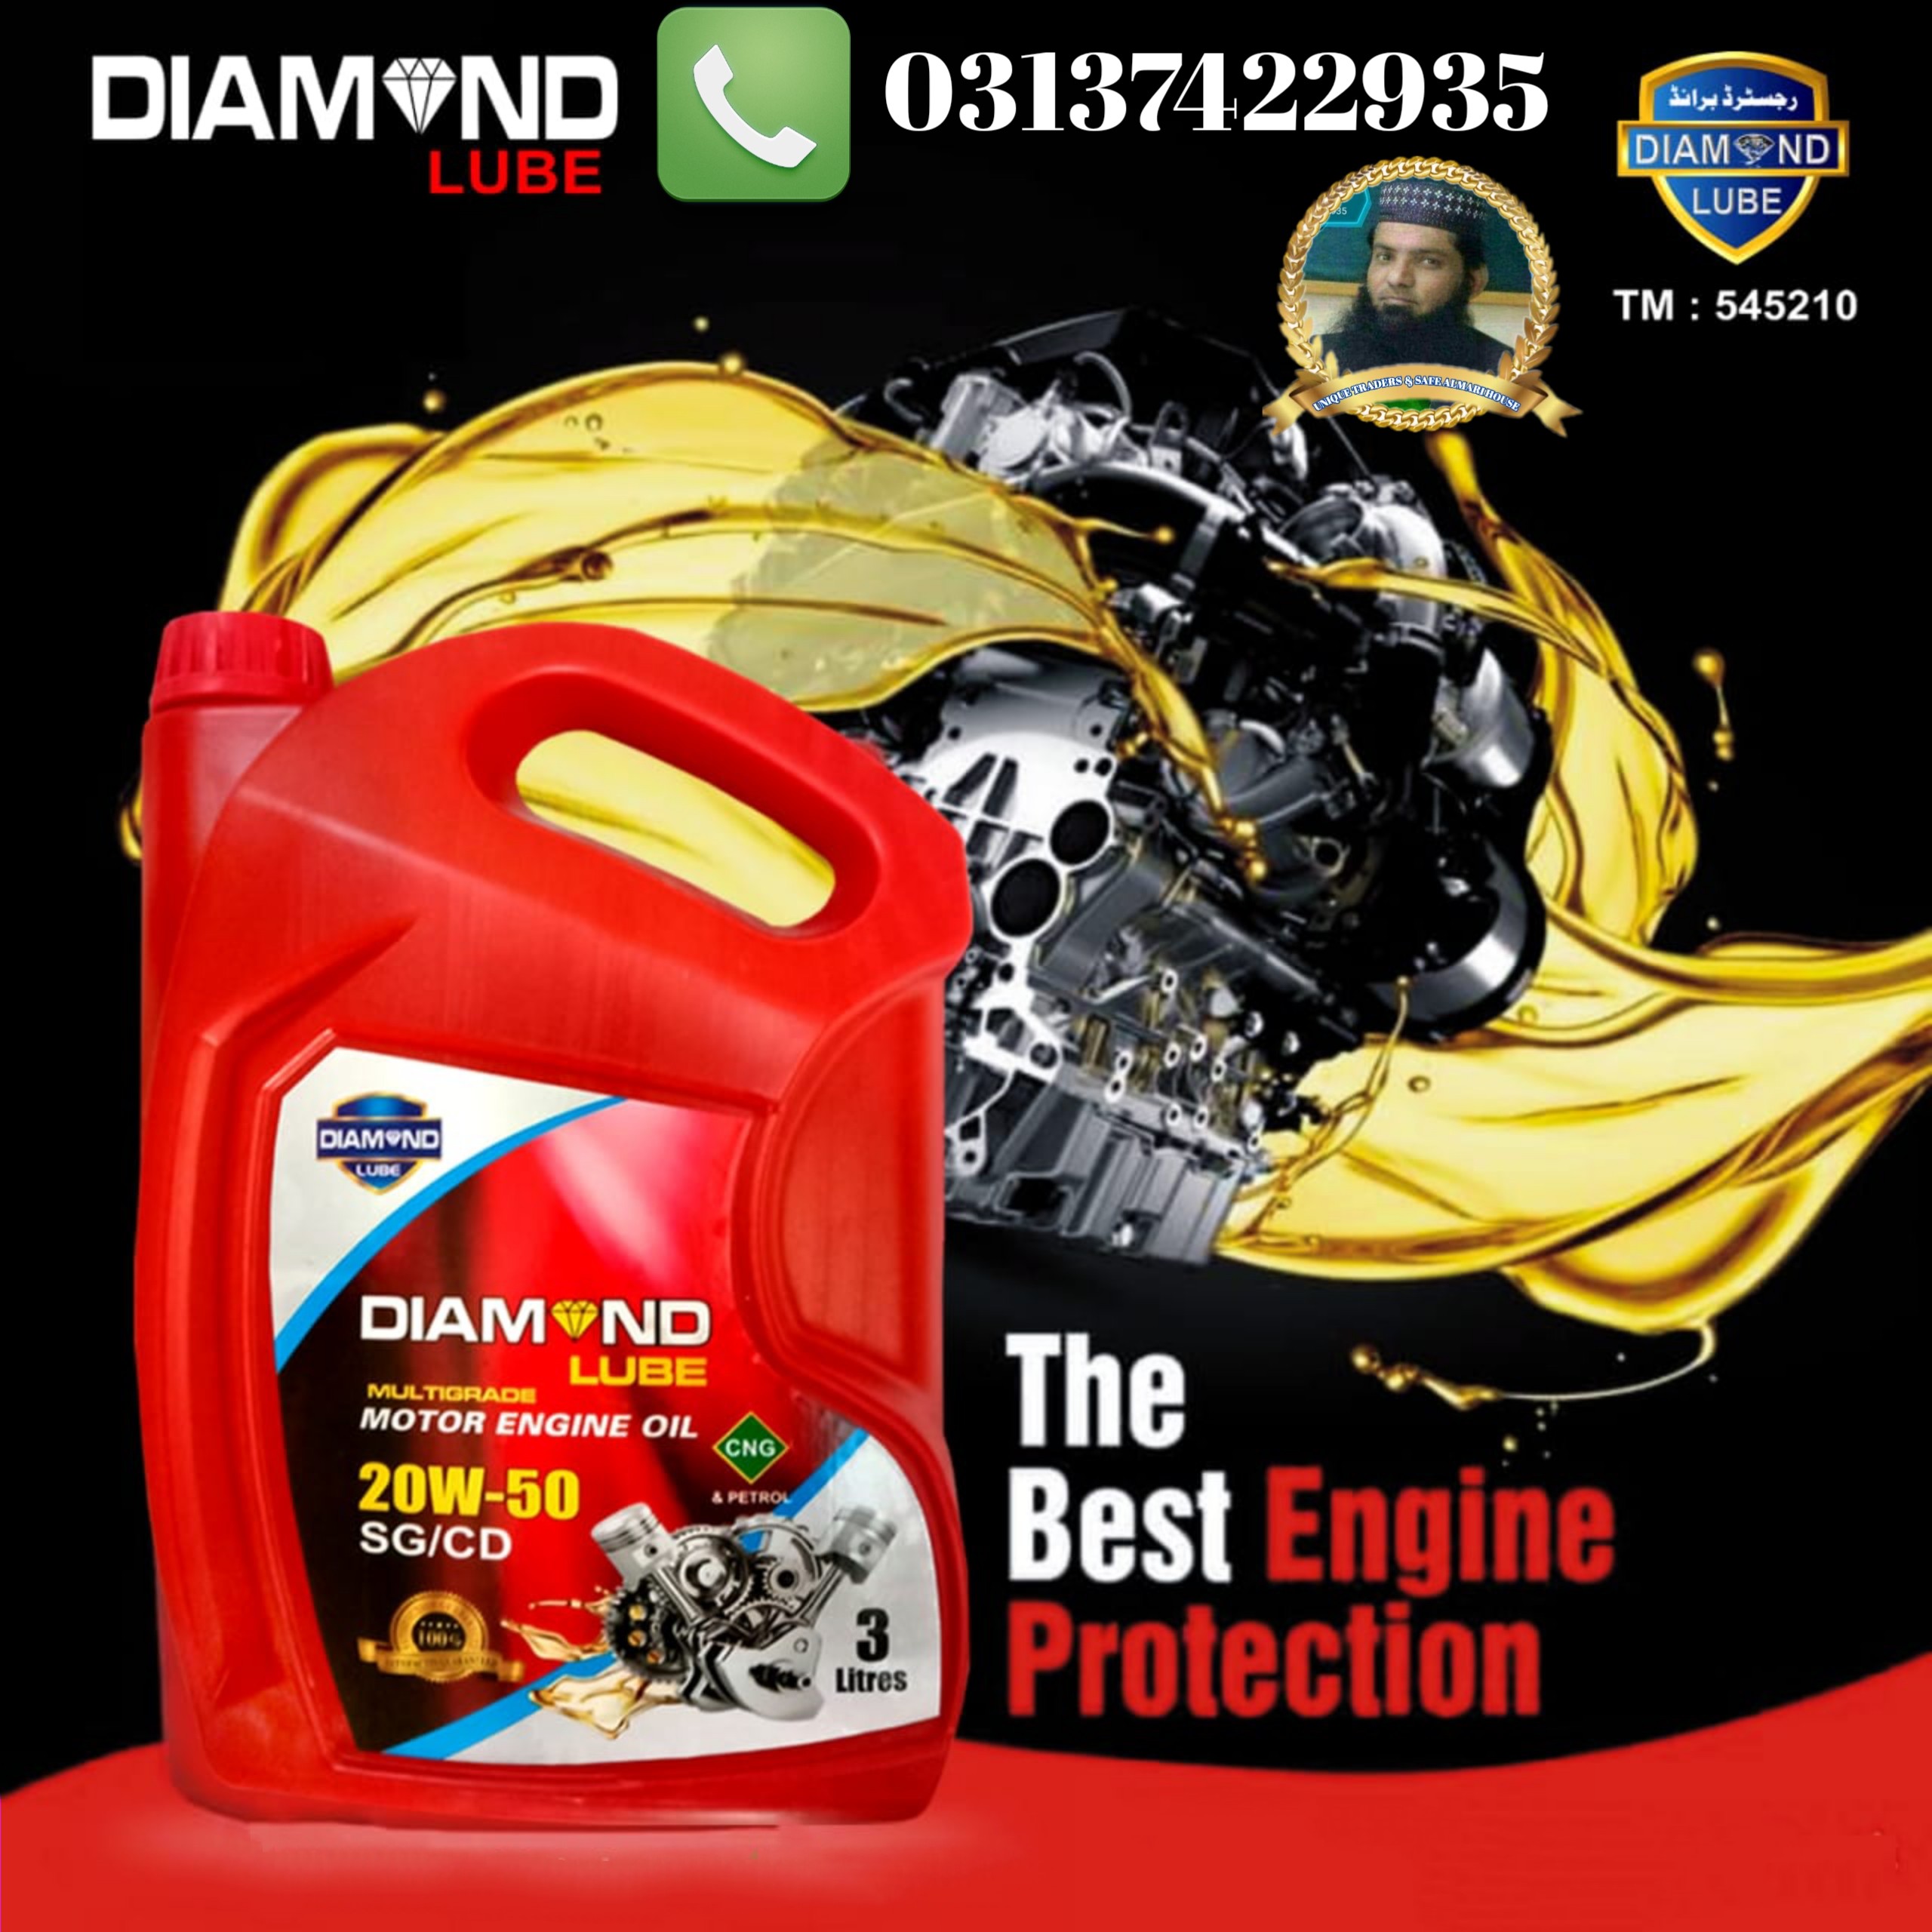 DIAMOND
LUBE
03137422935
رجسٹرڈ برانڈ
DIAMOND
LUBE
TM : 545210
35
UNIQUE TRADERS & SAFE ALMARI HOUSE
DIAMOND
LUBE
DIAMOND
LUBE
MULTIGRADE
MOTOR ENGINE OIL
CNG
& PETROL
20W-50
SG/CD
100%
3
Litres
The
Best Engine
Protection